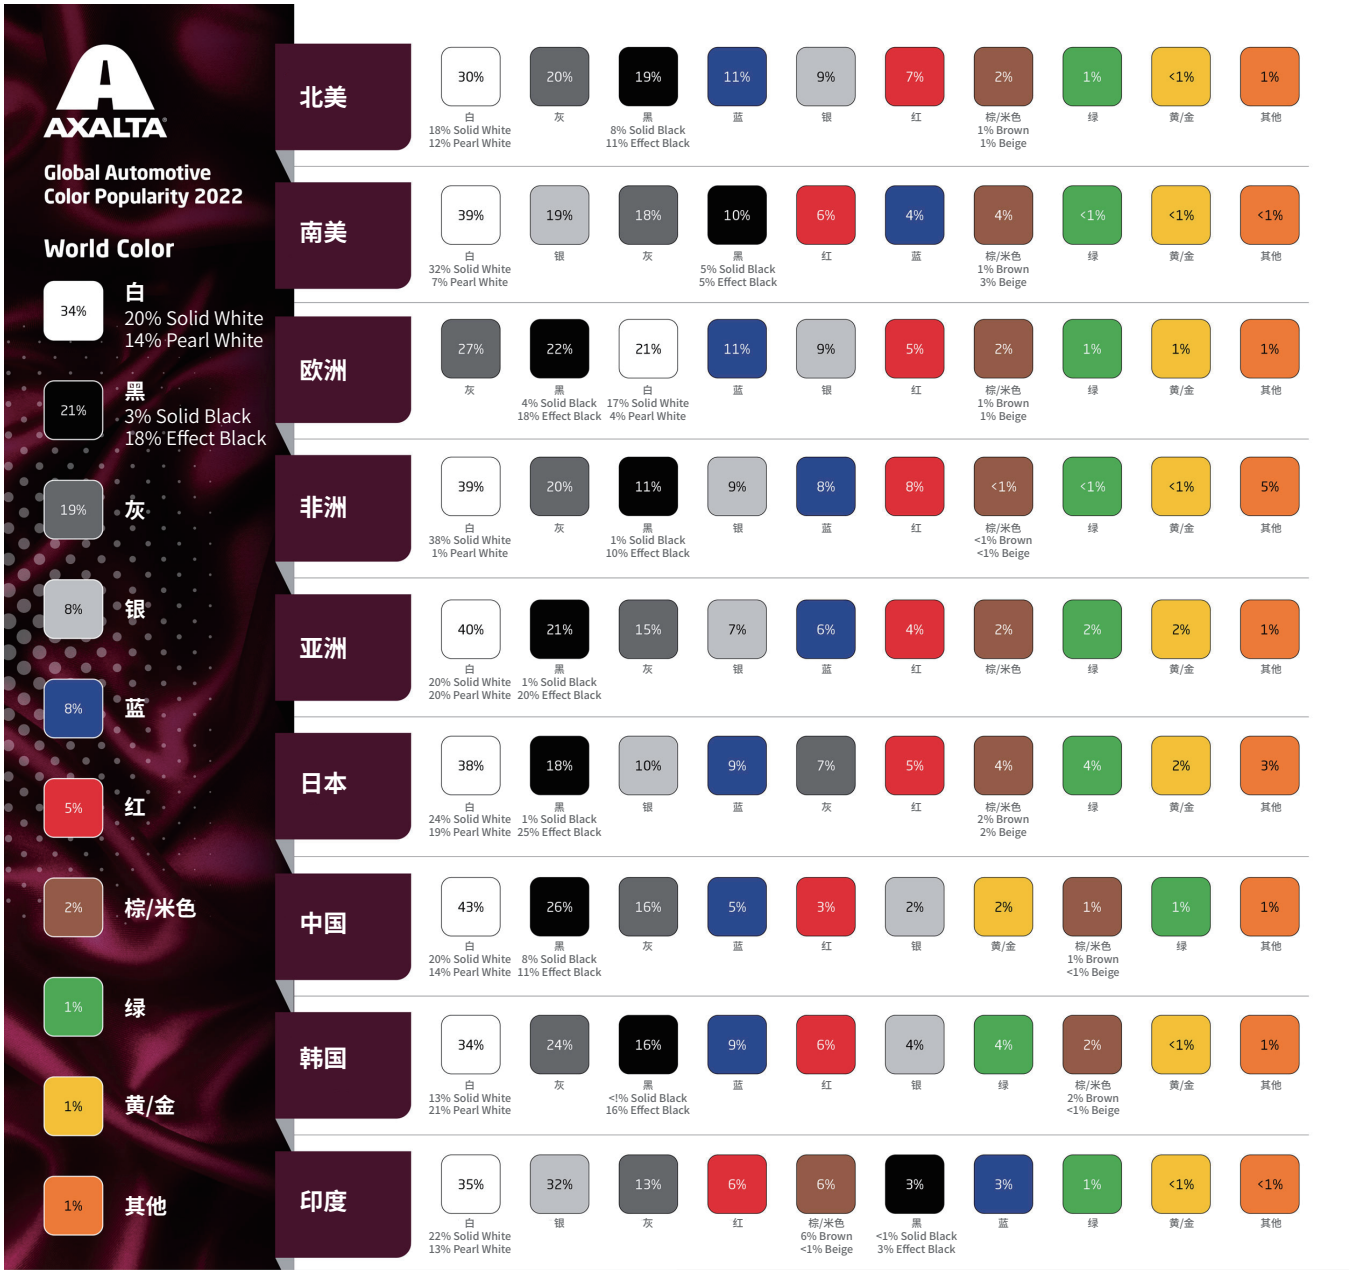 AXALTA
Global Automotive
Color Popularity 2022
World Color
34%
白
20% Solid White
14% Pearl White
21%
黑
3% Solid Black
18% Effect Black
19%
灰
8%
银
8%
蓝
5%
红
2%
棕/米色
1%
绿
1%
黄/金
1%
其他
北美
30% 20% 19% 11% 9% 7% 2% 1% <1% 1%
白 灰 黑 蓝 银 红 棕/米色 绿 黄/金 其他
18% Solid White 8% Solid Black 1% Brown
12% Pearl White 11% Effect Black 1% Beige
南美
39% 19% 18% 10% 6% 4% 4% <1% <1% <1%
白 银 灰 黑 红 蓝 棕/米色 绿 黄/金 其他
32% Solid White 5% Solid Black 1% Brown
7% Pearl White 5% Effect Black 3% Beige
欧洲
27% 22% 21% 11% 9% 5% 2% 1% 1% 1%
灰 黑 白 蓝 银 红 棕/米色 绿 黄/金 其他
4% Solid Black 17% Solid White 1% Brown
18% Effect Black 4% Pearl White 1% Beige
非洲
39% 20% 11% 9% 8% 8% <1% <1% <1% 5%
白 灰 黑 银 蓝 红 棕/米色 绿 黄/金 其他
38% Solid White 1% Solid Black <1% Brown
1% Pearl White 10% Effect Black <1% Beige
亚洲
40% 21% 15% 7% 6% 4% 2% 2% 2% 1%
白 黑 灰 银 蓝 红 棕/米色 绿 黄/金 其他
20% Solid White 1% Solid Black
20% Pearl White 20% Effect Black
日本
38% 18% 10% 9% 7% 5% 4% 4% 2% 3%
白 黑 银 蓝 灰 红 棕/米色 绿 黄/金 其他
24% Solid White 1% Solid Black 2% Brown
19% Pearl White 25% Effect Black 2% Beige
中国
43% 26% 16% 5% 3% 2% 2% 1% 1% 1%
白 黑 灰 蓝 红 银 黄/金 棕/米色 绿 其他
20% Solid White 8% Solid Black 1% Brown
14% Pearl White 11% Effect Black <1% Beige
韩国
34% 24% 16% 9% 6% 4% 4% 2% <1% 1%
白 灰 黑 蓝 红 银 绿 棕/米色 黄/金 其他
13% Solid White <!% Solid Black 2% Brown
21% Pearl White 16% Effect Black <1% Beige
印度
35% 32% 13% 6% 6% 3% 3% 1% <1% <1%
白 银 灰 红 棕/米色 黑 蓝 绿 黄/金 其他
22% Solid White 6% Brown <1% Solid Black
13% Pearl White <1% Beige 3% Effect Black